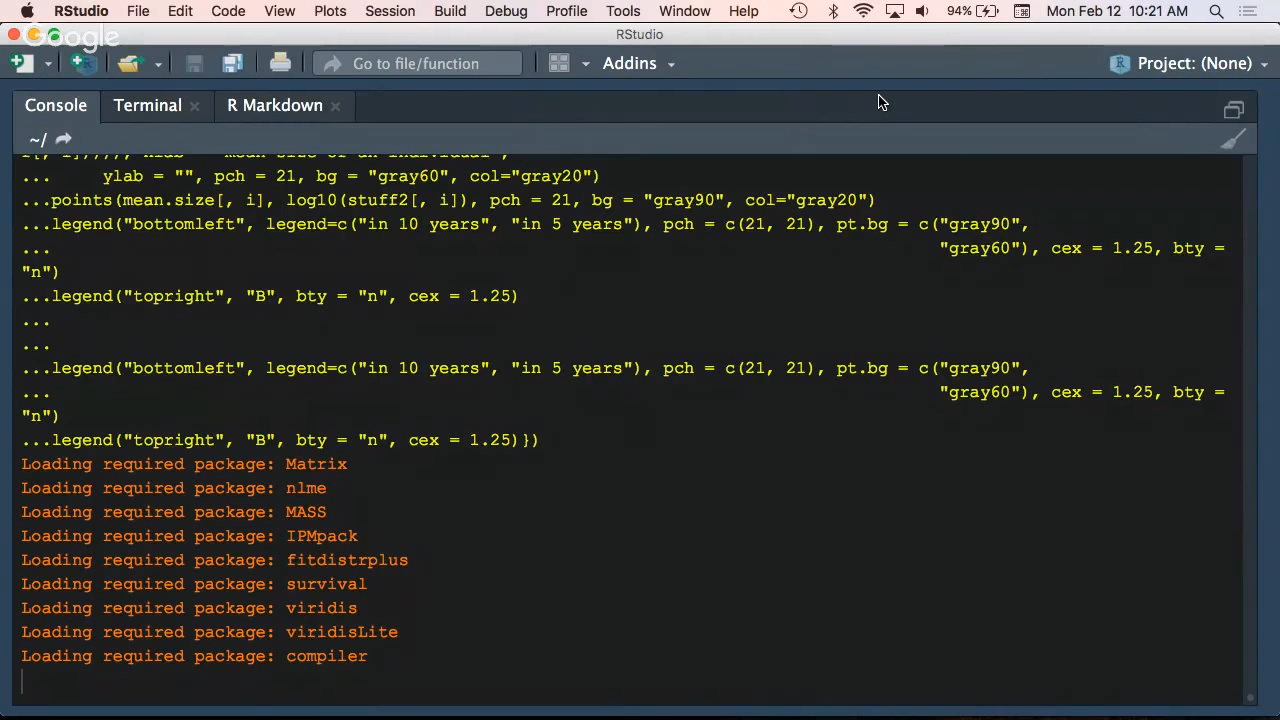 RStudio File Edit Code View Plots Session Build Debug Profile Tools Window Help 94% Mon Feb 12 10:21 AM
Google
RStudio
Go to file/function Addins Project: (None)
Console Terminal R Markdown
~/
... ylab = "", pch = 21, bg = "gray60", col="gray20")
...points(mean.size[, i], log10(stuff2[, i]), pch = 21, bg = "gray90", col="gray20")
...legend("bottomleft", legend=c("in 10 years", "in 5 years"), pch = c(21, 21), pt.bg = c("gray90",
... "gray60"), cex = 1.25, bty =
"n")
...legend("topright", "B", bty = "n", cex = 1.25)
...
...
...legend("bottomleft", legend=c("in 10 years", "in 5 years"), pch = c(21, 21), pt.bg = c("gray90",
... "gray60"), cex = 1.25, bty =
"n")
...legend("topright", "B", bty = "n", cex = 1.25)})
Loading required package: Matrix
Loading required package: nlme
Loading required package: MASS
Loading required package: IPMpack
Loading required package: fitdistrplus
Loading required package: survival
Loading required package: viridis
Loading required package: viridisLite
Loading required package: compiler